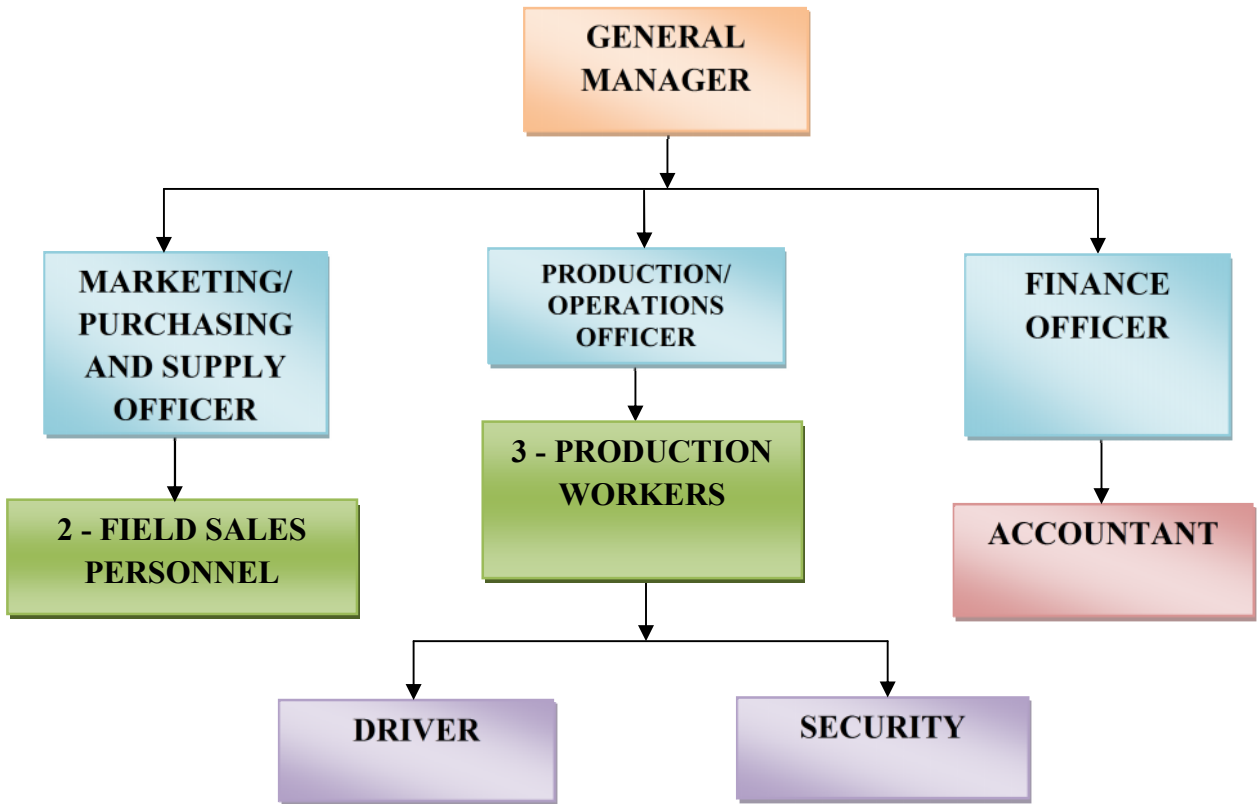 GENERAL
MANAGER
MARKETING/
PURCHASING
AND SUPPLY
OFFICER
PRODUCTION/
OPERATIONS
OFFICER
FINANCE
OFFICER
2 - FIELD SALES
PERSONNEL
3 - PRODUCTION
WORKERS
ACCOUNTANT
DRIVER
SECURITY